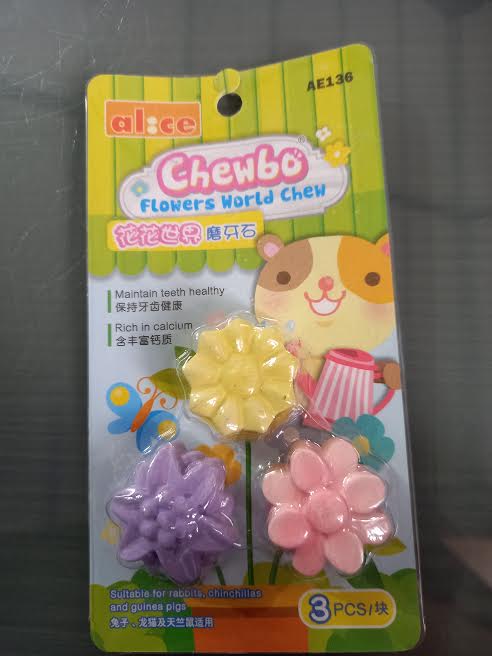 AE136
al:ce
Chewbo®
Flowers World Chew
花花世界 磨牙石
Maintain teeth healthy
保持牙齿健康
Rich in calcium
含丰富钙质
Suitable for rabbits, chinchillas
and guinea pigs
兔子、龙猫及天竺鼠适用
3 PCS/块